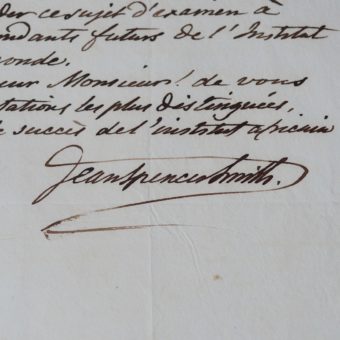 der ce sujet d'examen à
ndants futurs de l'Institut
onde.
eur Monsieur! de vous
tations les plus distinguées,
e succès de l'institut africain
Jean Spencer Smith.